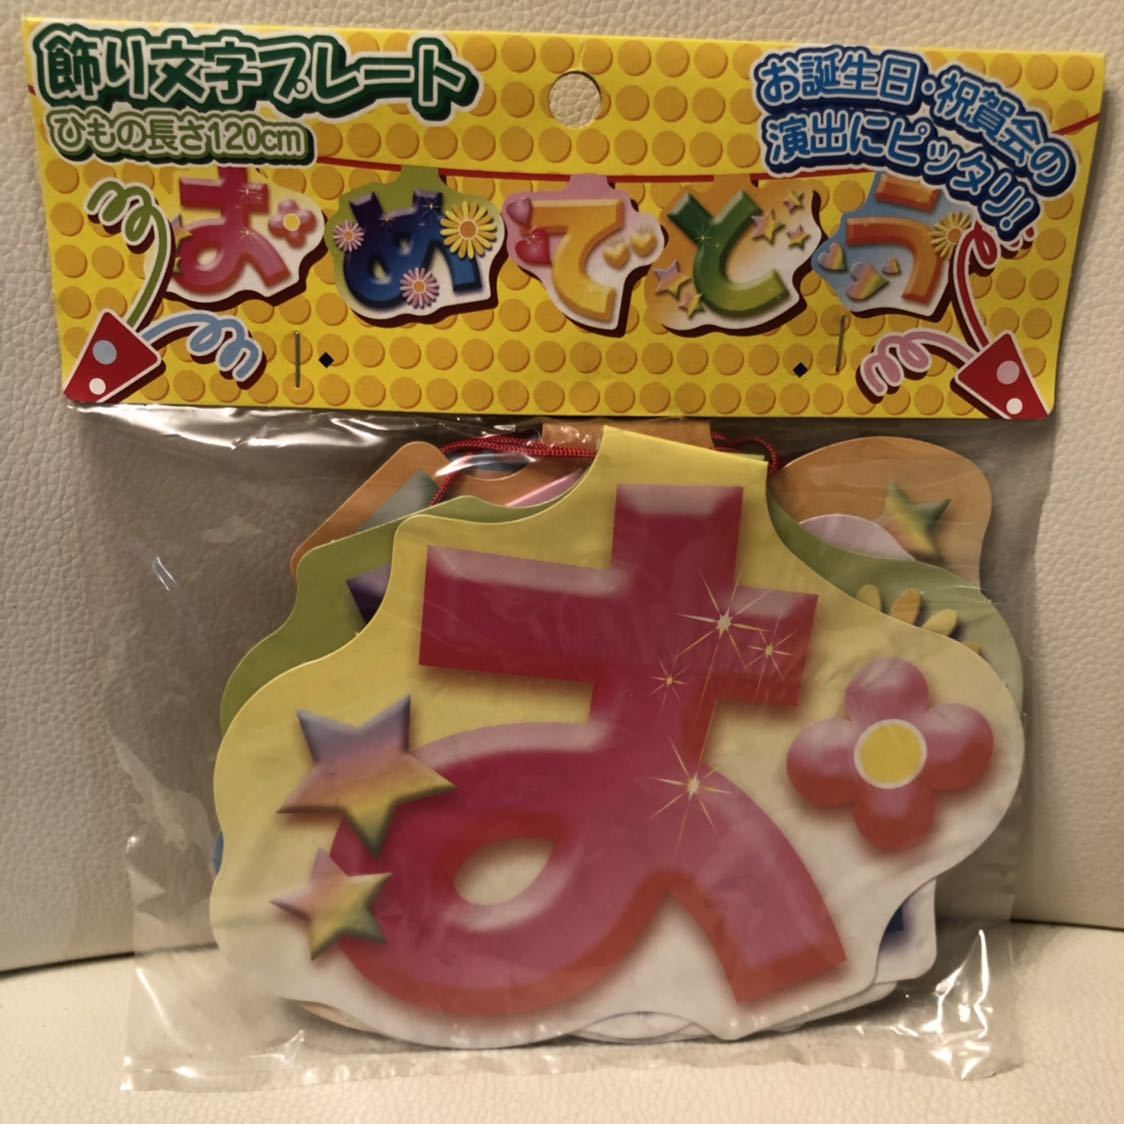 飾り文字プレート
ひもの長さ120cm
お誕生日・祝賀会の
演出にピッタリ!
おめでとう
お